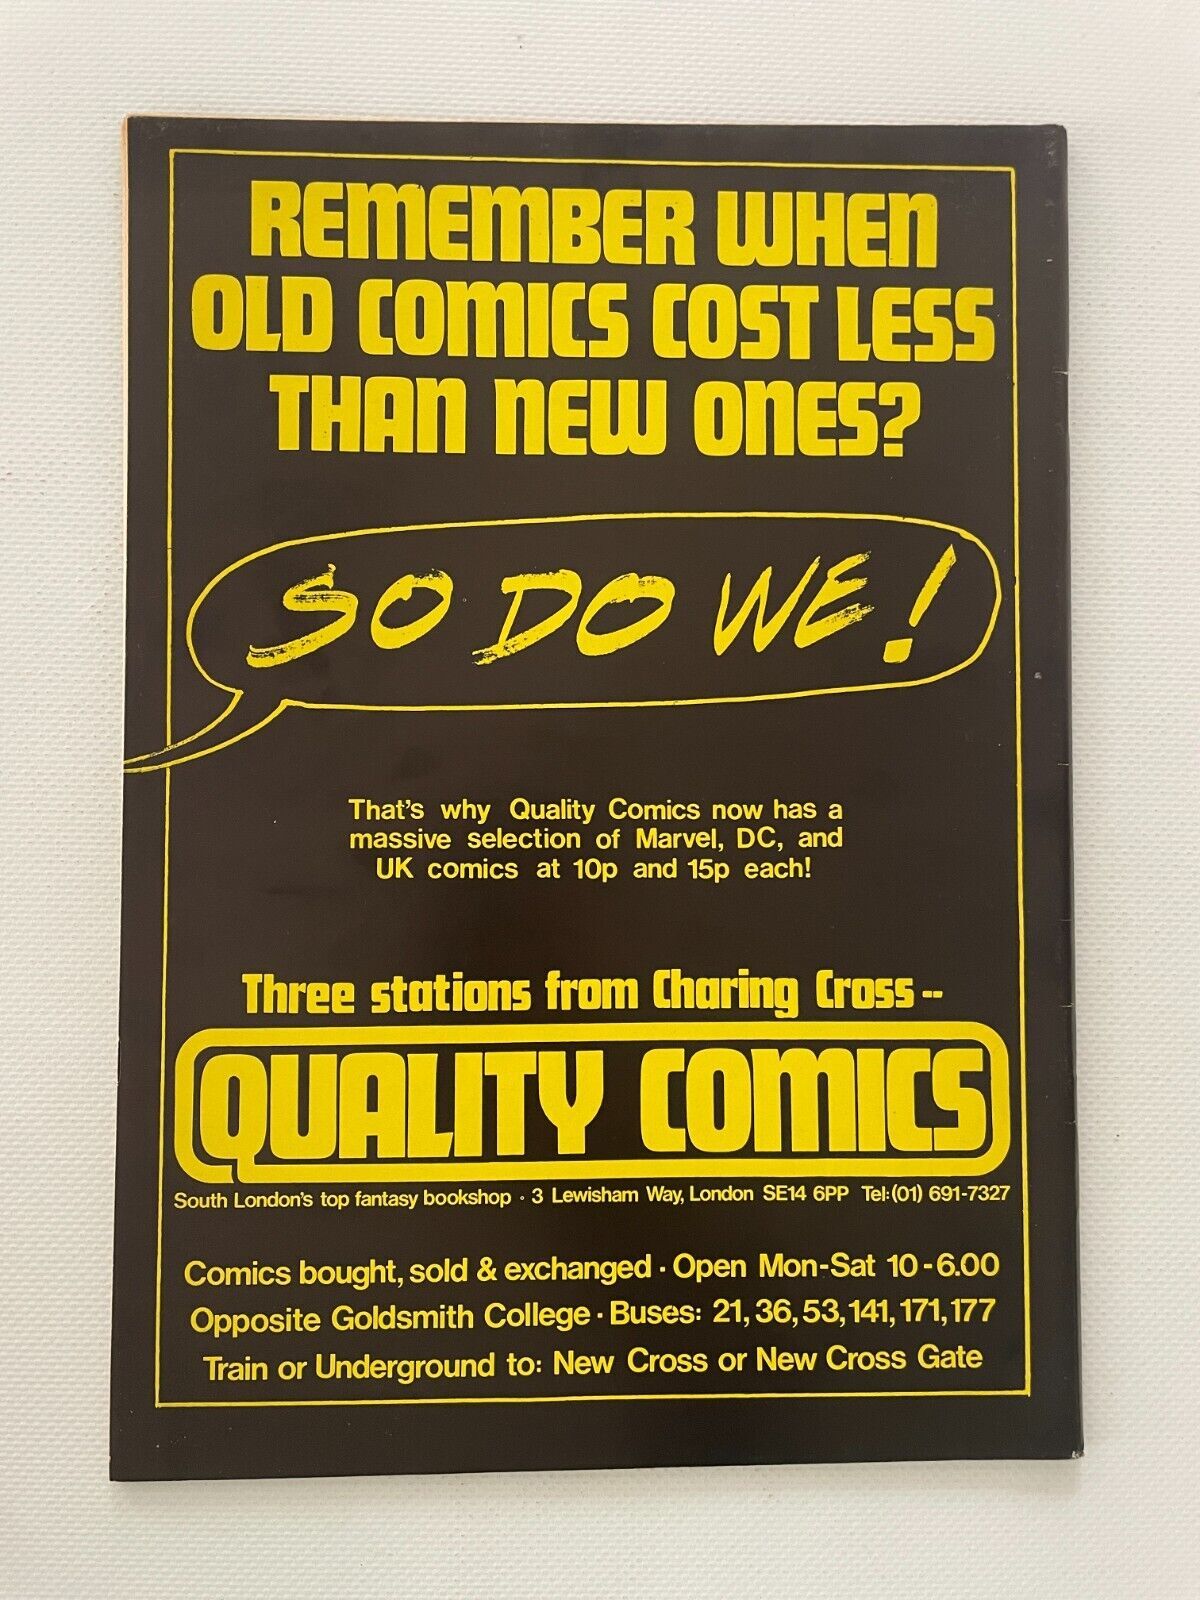 REMEMBER WHEN
OLD COMICS COST LESS
THAN NEW ONES?
SO DO WE!
That's why Quality Comics now has a
massive selection of Marvel, DC, and
UK comics at 10p and 15p each!
Three stations from Charing Cross --
QUALITY COMICS
South London's top fantasy bookshop · 3 Lewisham Way, London SE14 6PP Tel: (01) 691-7327
Comics bought, sold & exchanged · Open Mon-Sat 10-6.00
Opposite Goldsmith College · Buses: 21, 36, 53, 141, 171, 177
Train or Underground to: New Cross or New Cross Gate